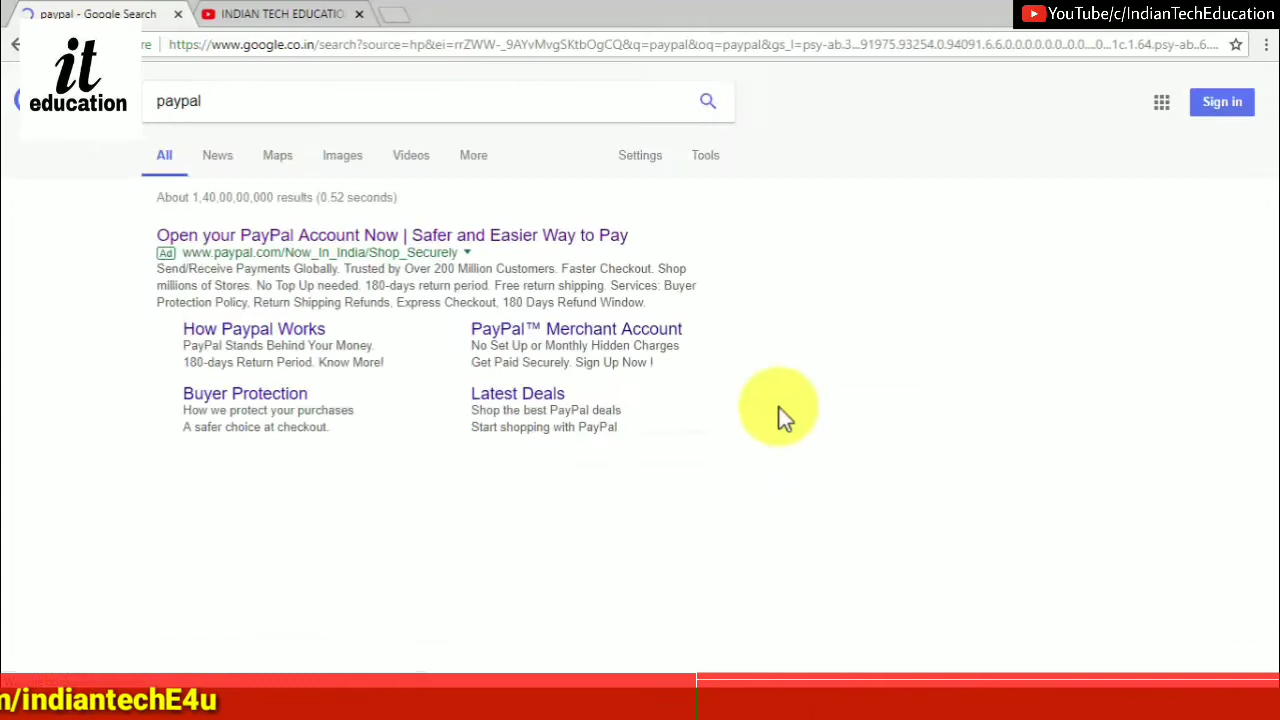 paypal - Google Search
INDIAN TECH EDUCATIO
YouTube/c/IndianTechEducation
https://www.google.co.in/search?source=hp&ei=rrZWW-_9AYvMvgSKtbOgCQ&q=paypal&oq=paypal&gs_l=psy-ab.3...91975.93254.0.94091.6.6.0.0.0.0.0.0.0..0....0...1c.1.64.psy-ab..6....
it
education
paypal
Sign in
All News Maps Images Videos More Settings Tools
About 1,40,00,00,000 results (0.52 seconds)
Open your PayPal Account Now | Safer and Easier Way to Pay
Ad www.paypal.com/Now_In_India/Shop_Securely
Send/Receive Payments Globally. Trusted by Over 200 Million Customers. Faster Checkout. Shop
millions of Stores. No Top Up needed. 180-days return period. Free return shipping. Services: Buyer
Protection Policy, Return Shipping Refunds, Express Checkout, 180 Days Refund Window.
How Paypal Works
PayPal Stands Behind Your Money.
180-days Return Period. Know More!
PayPal™ Merchant Account
No Set Up or Monthly Hidden Charges
Get Paid Securely. Sign Up Now !
Buyer Protection
How we protect your purchases
A safer choice at checkout.
Latest Deals
Shop the best PayPal deals
Start shopping with PayPal
m/indiantechE4u